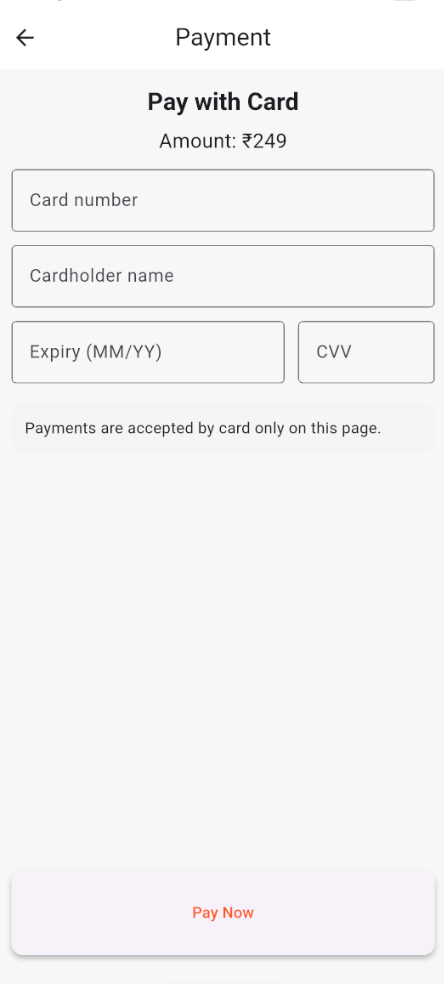 Payment
Pay with Card
Amount: ₹249
Card number
Cardholder name
Expiry (MM/YY)
CVV
Payments are accepted by card only on this page.
Pay Now